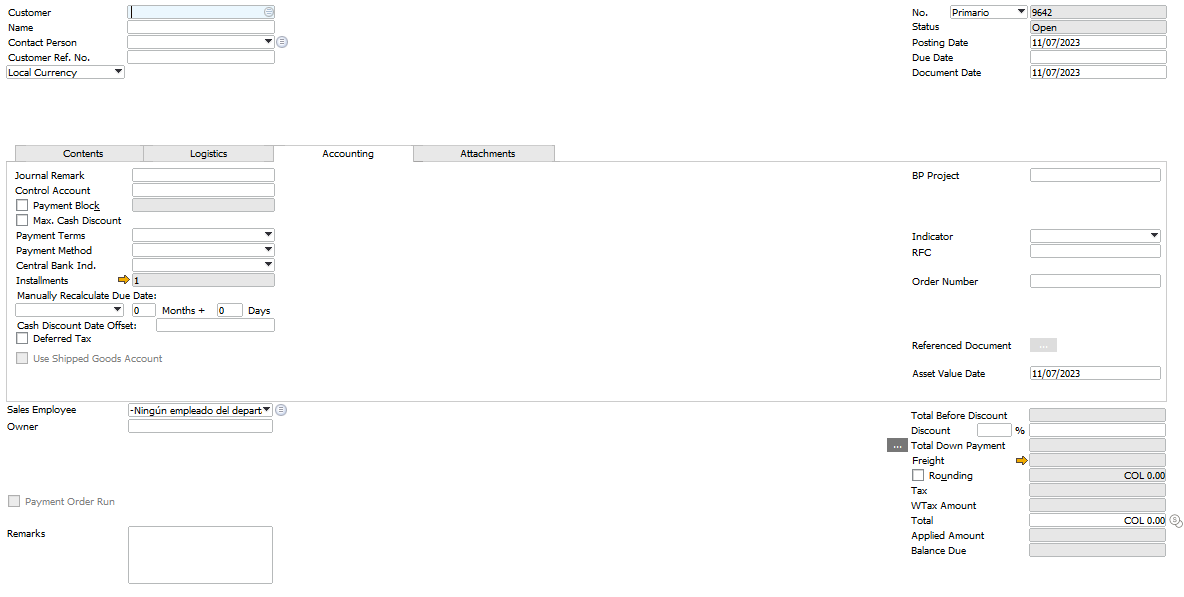 Customer
Name
Contact Person
Customer Ref. No.
Local Currency
No. Primario 9642
Status Open
Posting Date 11/07/2023
Due Date
Document Date 11/07/2023
Contents Logistics Accounting Attachments
Journal Remark
Control Account
Payment Block
Max. Cash Discount
Payment Terms
Payment Method
Central Bank Ind.
Installments 1
Manually Recalculate Due Date:
0 Months + 0 Days
Cash Discount Date Offset:
Deferred Tax
Use Shipped Goods Account
BP Project
Indicator
RFC
Order Number
Referenced Document ...
Asset Value Date 11/07/2023
Sales Employee -Ningún empleado del depart
Owner
Payment Order Run
Remarks
Total Before Discount
Discount %
... Total Down Payment
Freight
Rounding COL 0.00
Tax
WTax Amount
Total COL 0.00
Applied Amount
Balance Due